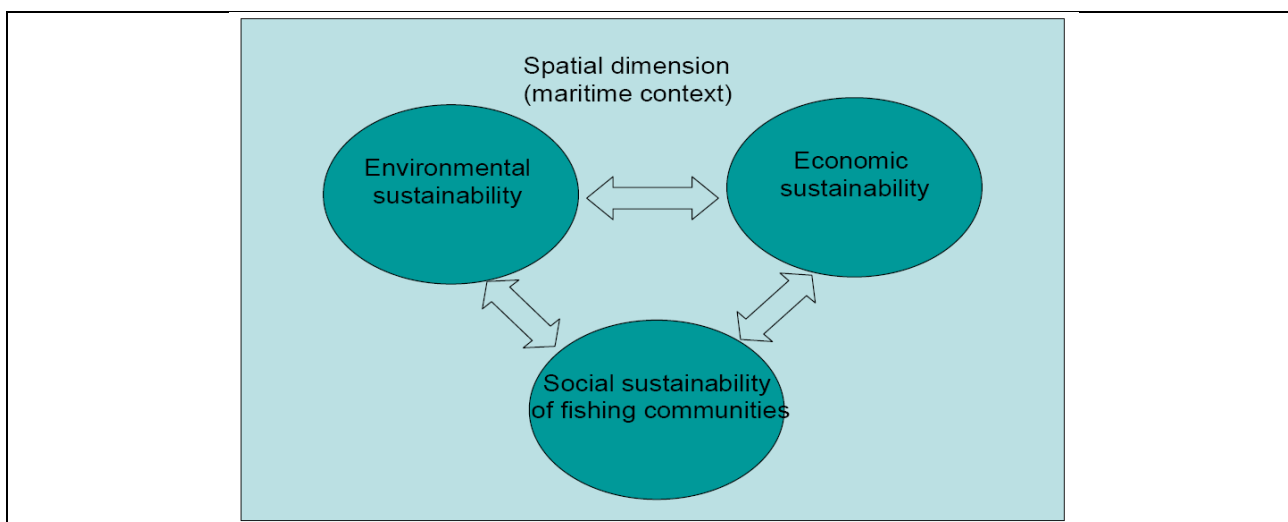 Spatial dimension
(maritime context)
Environmental
sustainability
Economic
sustainability
Social sustainability
of fishing communities